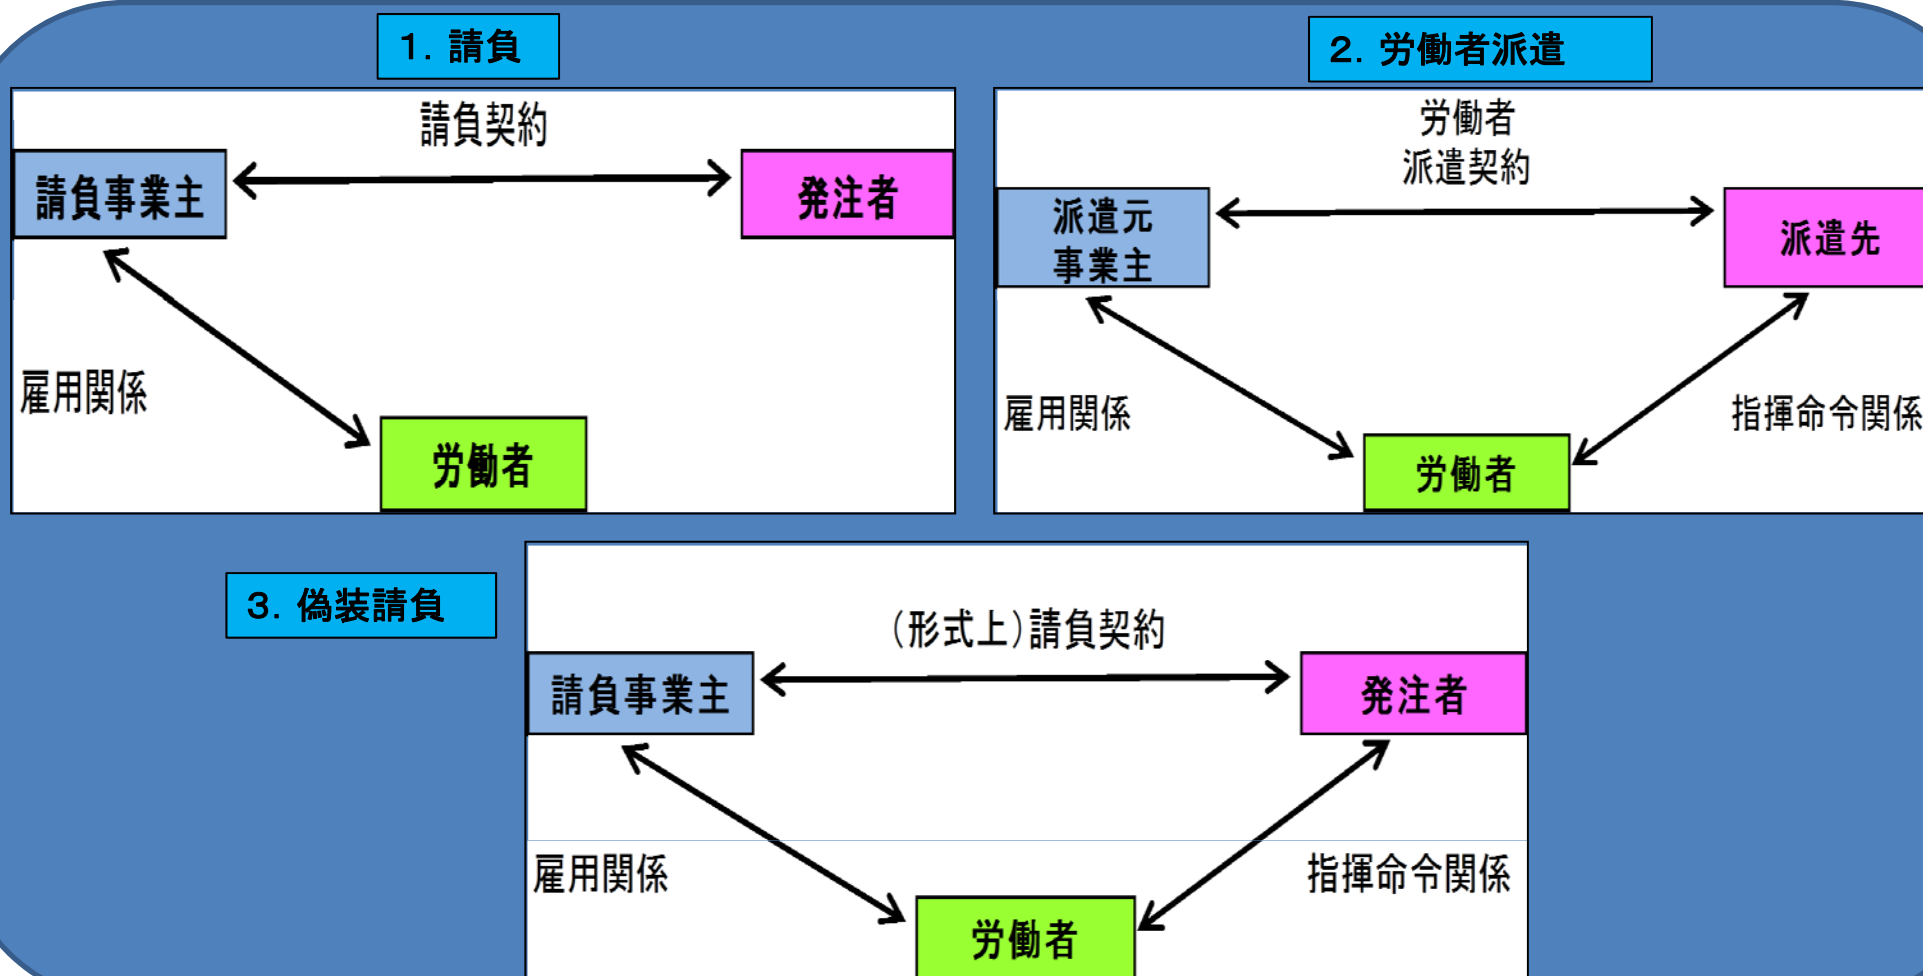 1．請負
請負契約
請負事業主
発注者
雇用関係
労働者
2．労働者派遣
労働者
派遣契約
派遣元
事業主
派遣先
雇用関係
指揮命令関係
労働者
3．偽装請負
（形式上）請負契約
請負事業主
発注者
雇用関係
指揮命令関係
労働者